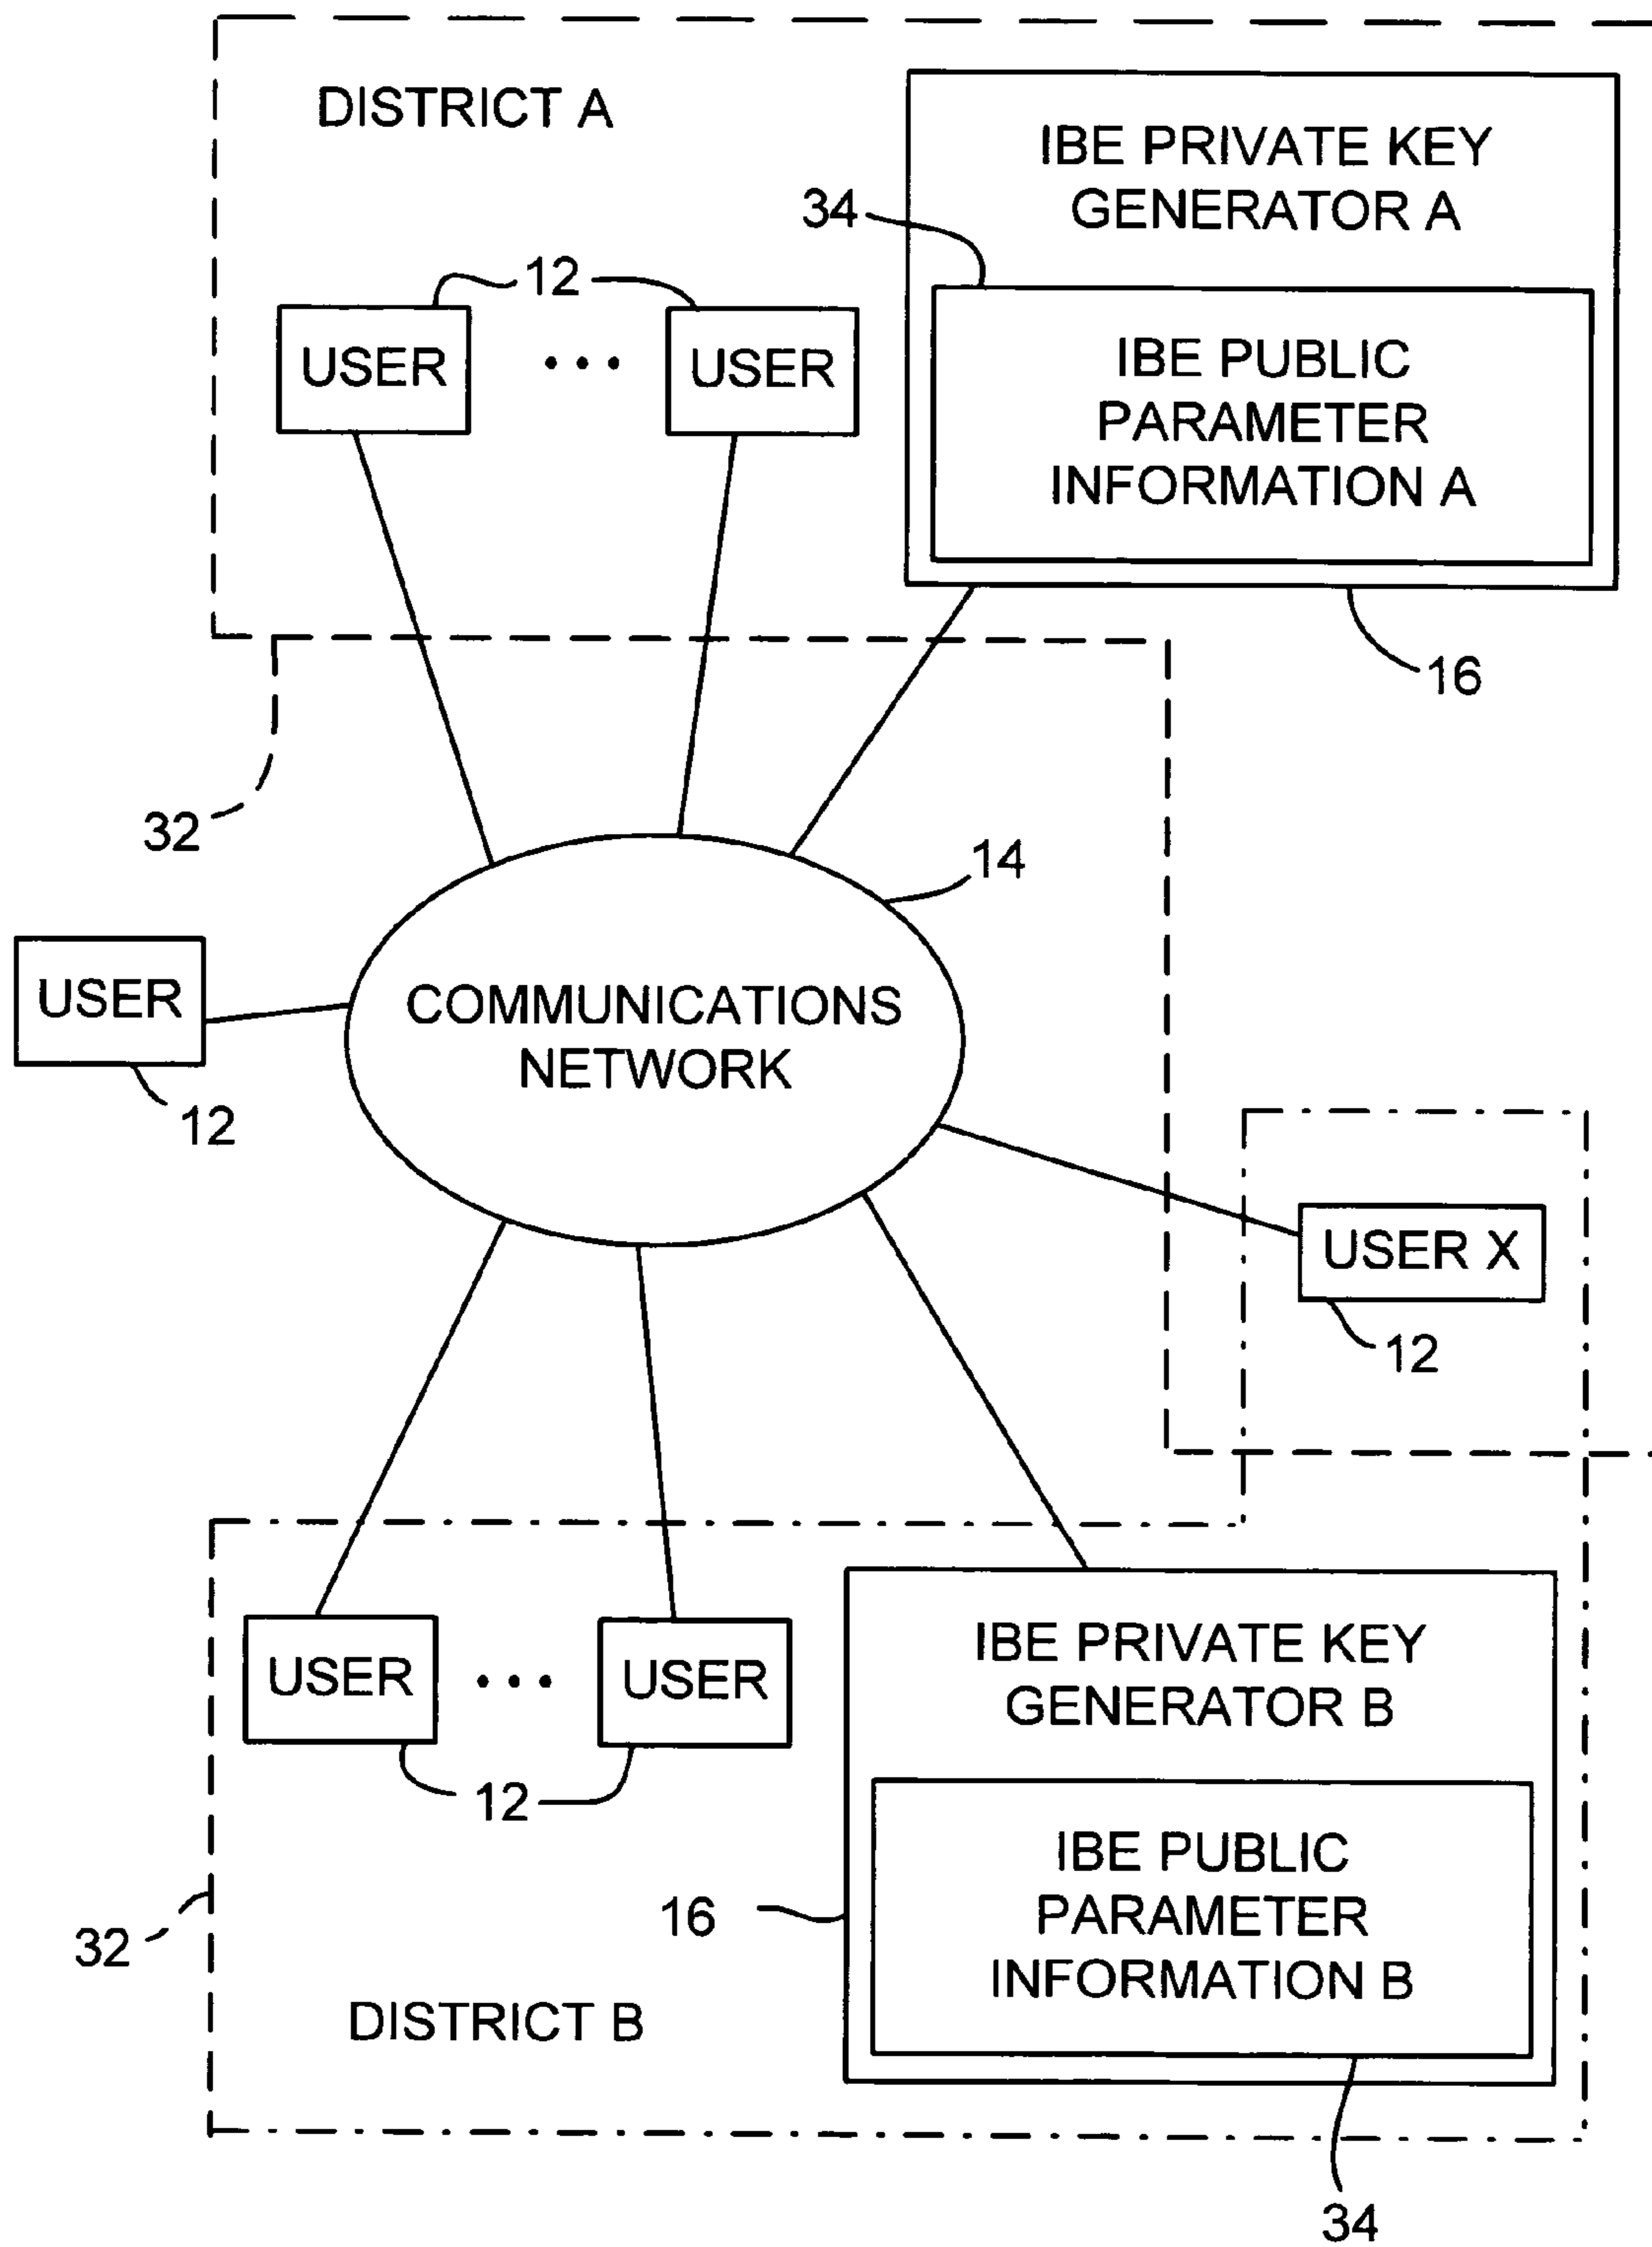 DISTRICT A
IBE PRIVATE KEY
GENERATOR A
34
12
USER
• • •
USER
IBE PUBLIC
PARAMETER
INFORMATION A
16
32
14
USER
COMMUNICATIONS
NETWORK
12
USER X
12
USER
• • •
USER
IBE PRIVATE KEY
GENERATOR B
12
16
IBE PUBLIC
PARAMETER
INFORMATION B
32
DISTRICT B
34